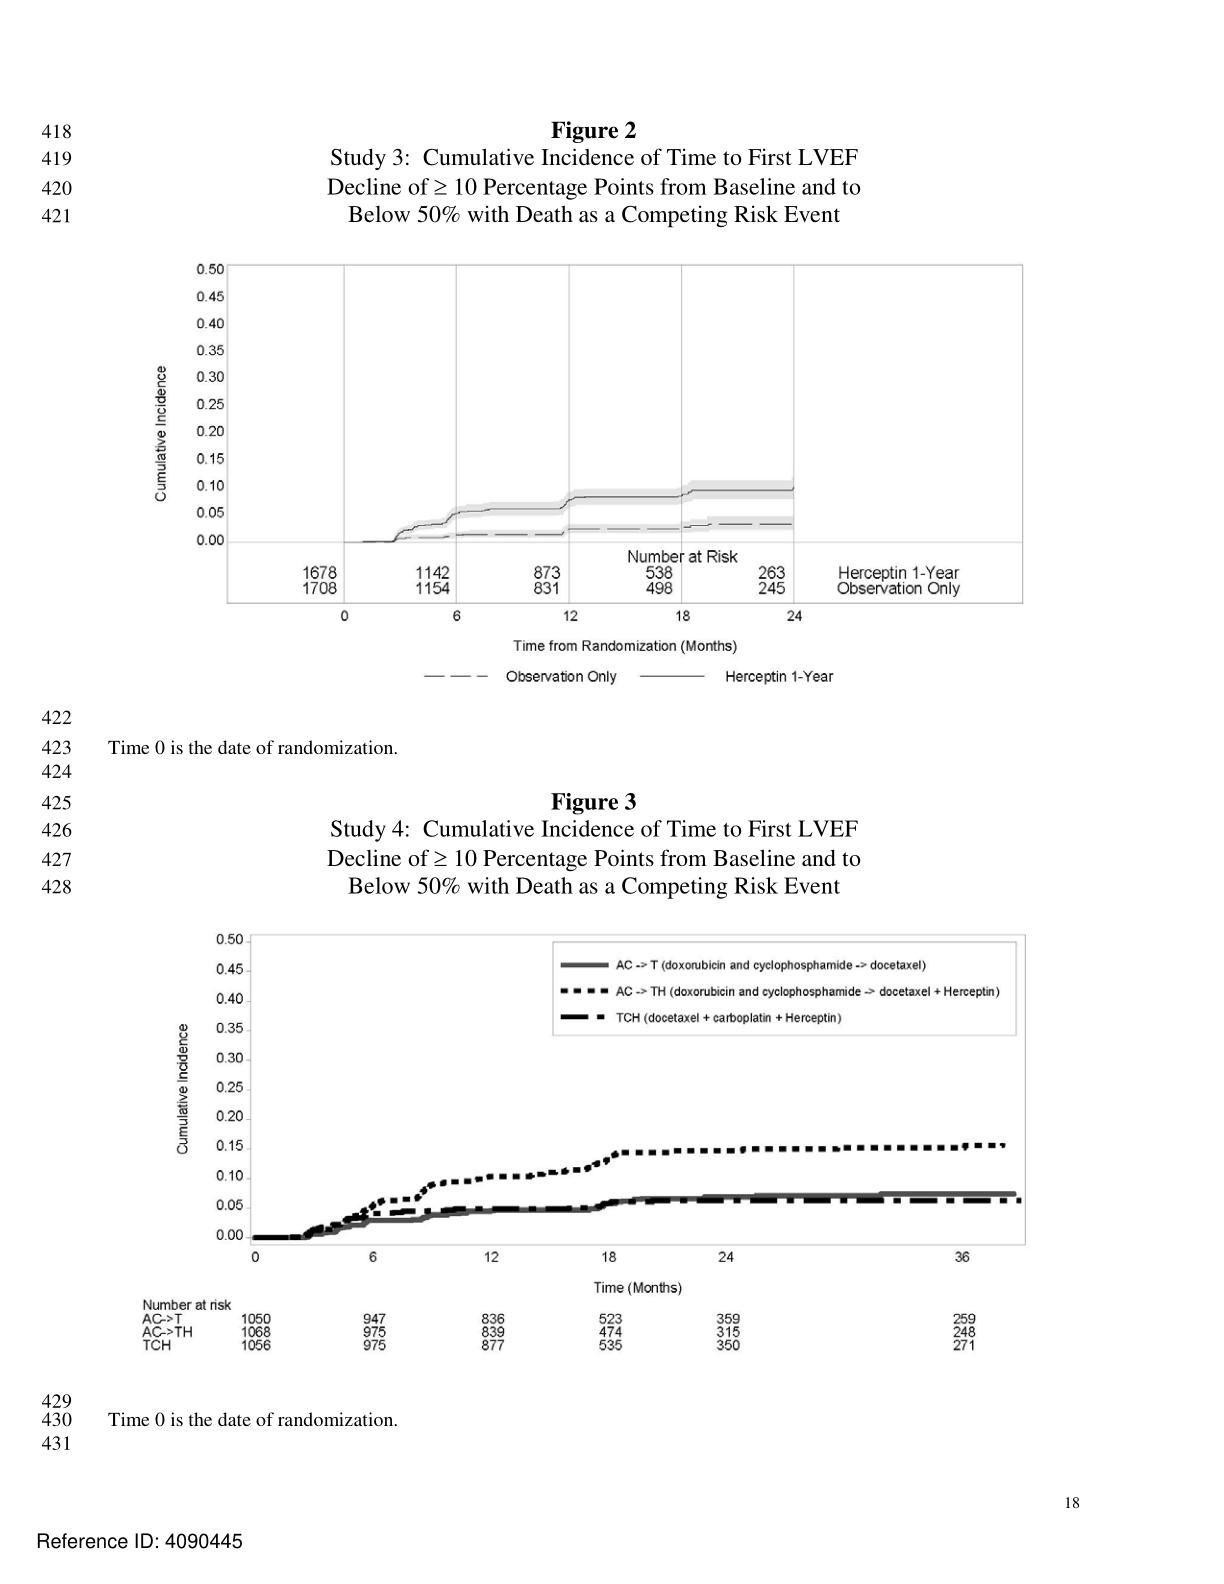 418 Figure 2
419 Study 3: Cumulative Incidence of Time to First LVEF
420 Decline of ≥ 10 Percentage Points from Baseline and to
421 Below 50% with Death as a Competing Risk Event
0.50
0.45
0.40
0.35
0.30
0.25
0.20
0.15
0.10
0.05
0.00
Cumulative Incidence
Number at Risk
1678 1142 873 538 263 Herceptin 1-Year
1708 1154 831 498 245 Observation Only
0 6 12 18 24
Time from Randomization (Months)
Observation Only Herceptin 1-Year
422
423 Time 0 is the date of randomization.
424
425 Figure 3
426 Study 4: Cumulative Incidence of Time to First LVEF
427 Decline of ≥ 10 Percentage Points from Baseline and to
428 Below 50% with Death as a Competing Risk Event
0.50
0.45
0.40
0.35
0.30
0.25
0.20
0.15
0.10
0.05
0.00
Cumulative Incidence
AC -> T (doxorubicin and cyclophosphamide -> docetaxel)
AC -> TH (doxorubicin and cyclophosphamide -> docetaxel + Herceptin)
TCH (docetaxel + carboplatin + Herceptin)
0 6 12 18 24 36
Time (Months)
Number at risk
AC->T 1050 947 836 523 359 259
AC->TH 1068 975 839 474 315 248
TCH 1056 975 877 535 350 271
429
430 Time 0 is the date of randomization.
431
18
Reference ID: 4090445